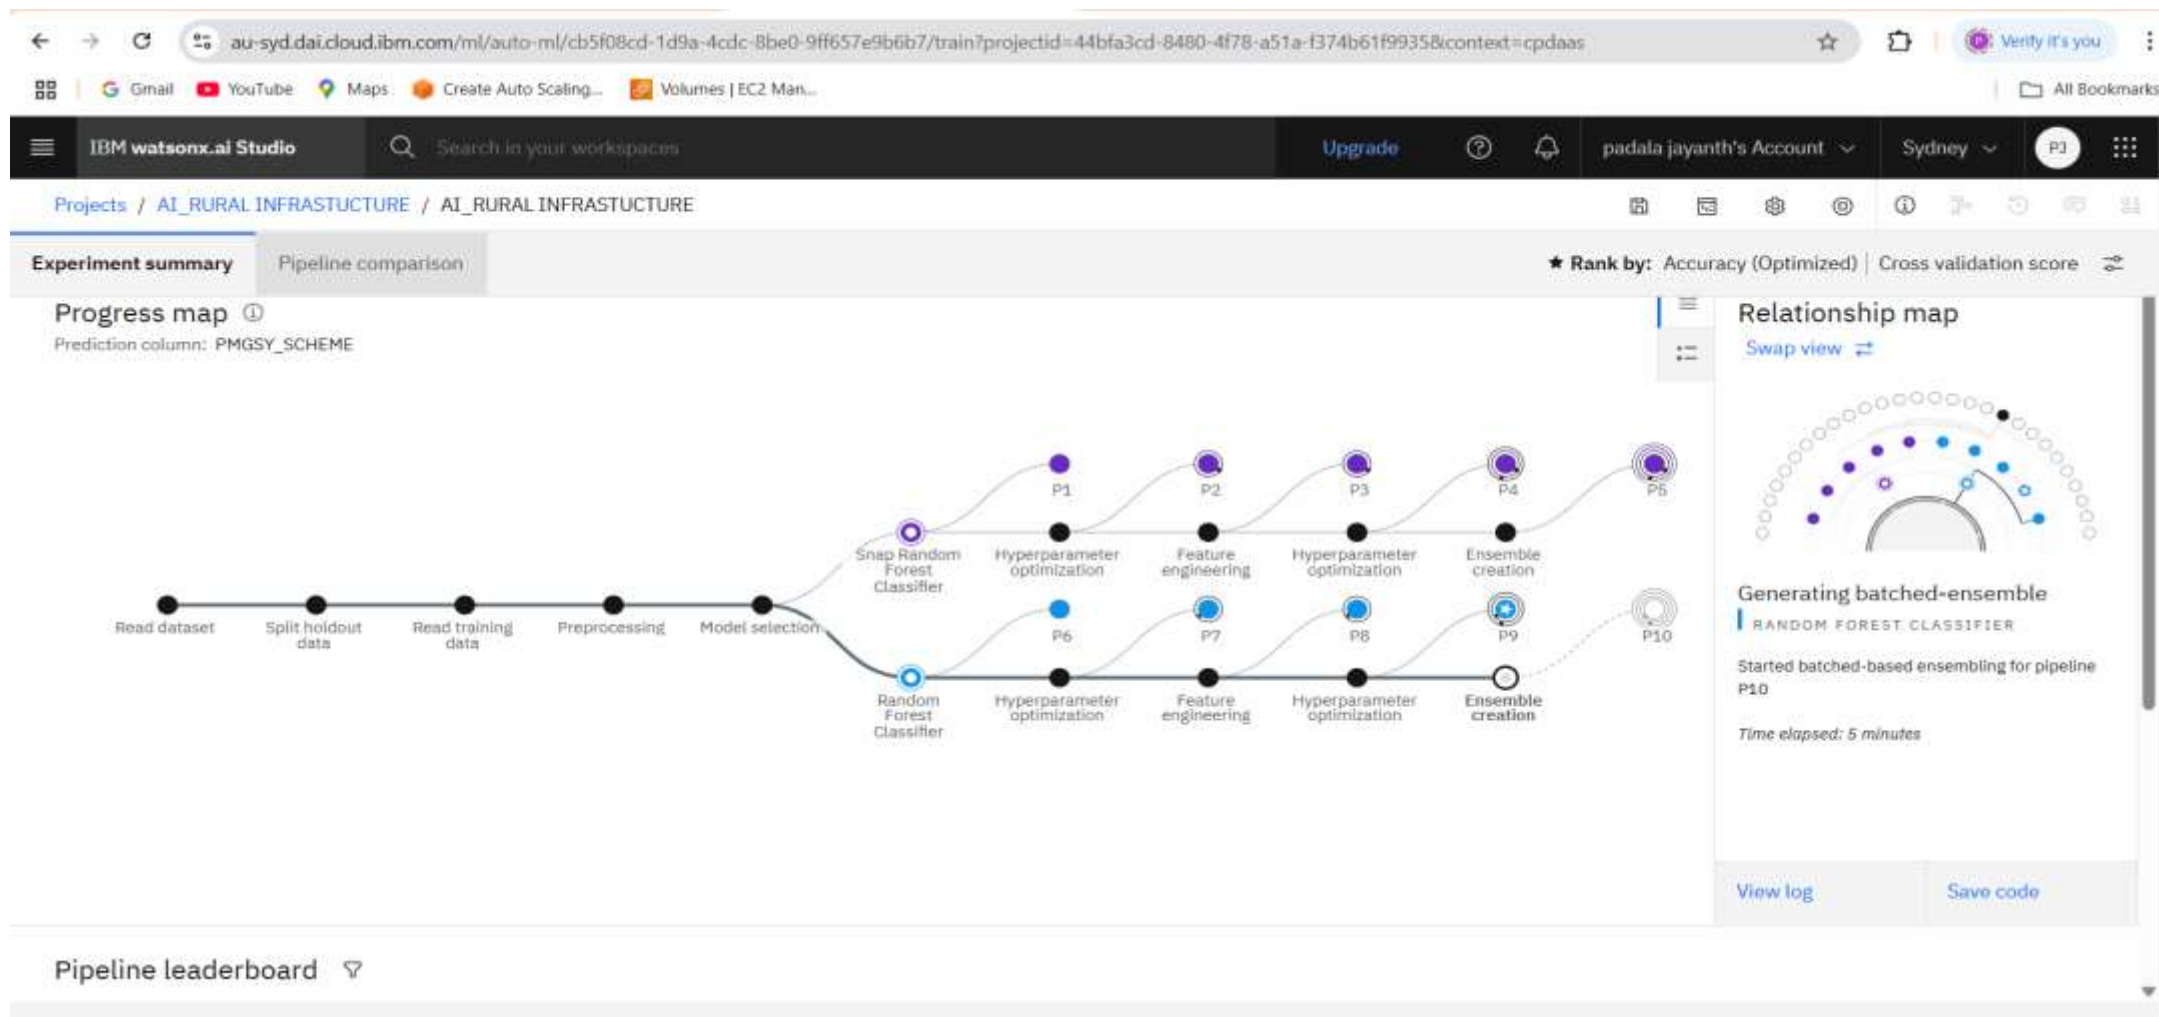 au-syd.dai.cloud.ibm.com/ml/auto-ml/cb5f08cd-1d9a-4cdc-8be0-9ff657e9b6b7/train?projectid=44bfa3cd-8480-4f78-a51a-f374b61f9935&context=cpdaas
Verify it's you
Gmail YouTube Maps Create Auto Scaling... Volumes | EC2 Man... All Bookmarks
IBM watsonx.ai Studio Search in your workspaces Upgrade padala jayanth's Account Sydney PJ
Projects / AI_RURAL INFRASTUCTURE / AI_RURAL INFRASTUCTURE
Experiment summary Pipeline comparison ★ Rank by: Accuracy (Optimized) | Cross validation score
Progress map
Prediction column: PMGSY_SCHEME
P1 P2 P3 P4 P5
Snap Random Forest Classifier
Hyperparameter optimization
Feature engineering
Hyperparameter optimization
Ensemble creation
Read dataset
Split holdout data
Read training data
Preprocessing
Model selection
P6 P7 P8 P9 P10
Random Forest Classifier
Hyperparameter optimization
Feature engineering
Hyperparameter optimization
Ensemble creation
Relationship map
Swap view
Generating batched-ensemble
RANDOM FOREST CLASSIFIER
Started batched-based ensembling for pipeline
P10
Time elapsed: 5 minutes
View log Save code
Pipeline leaderboard